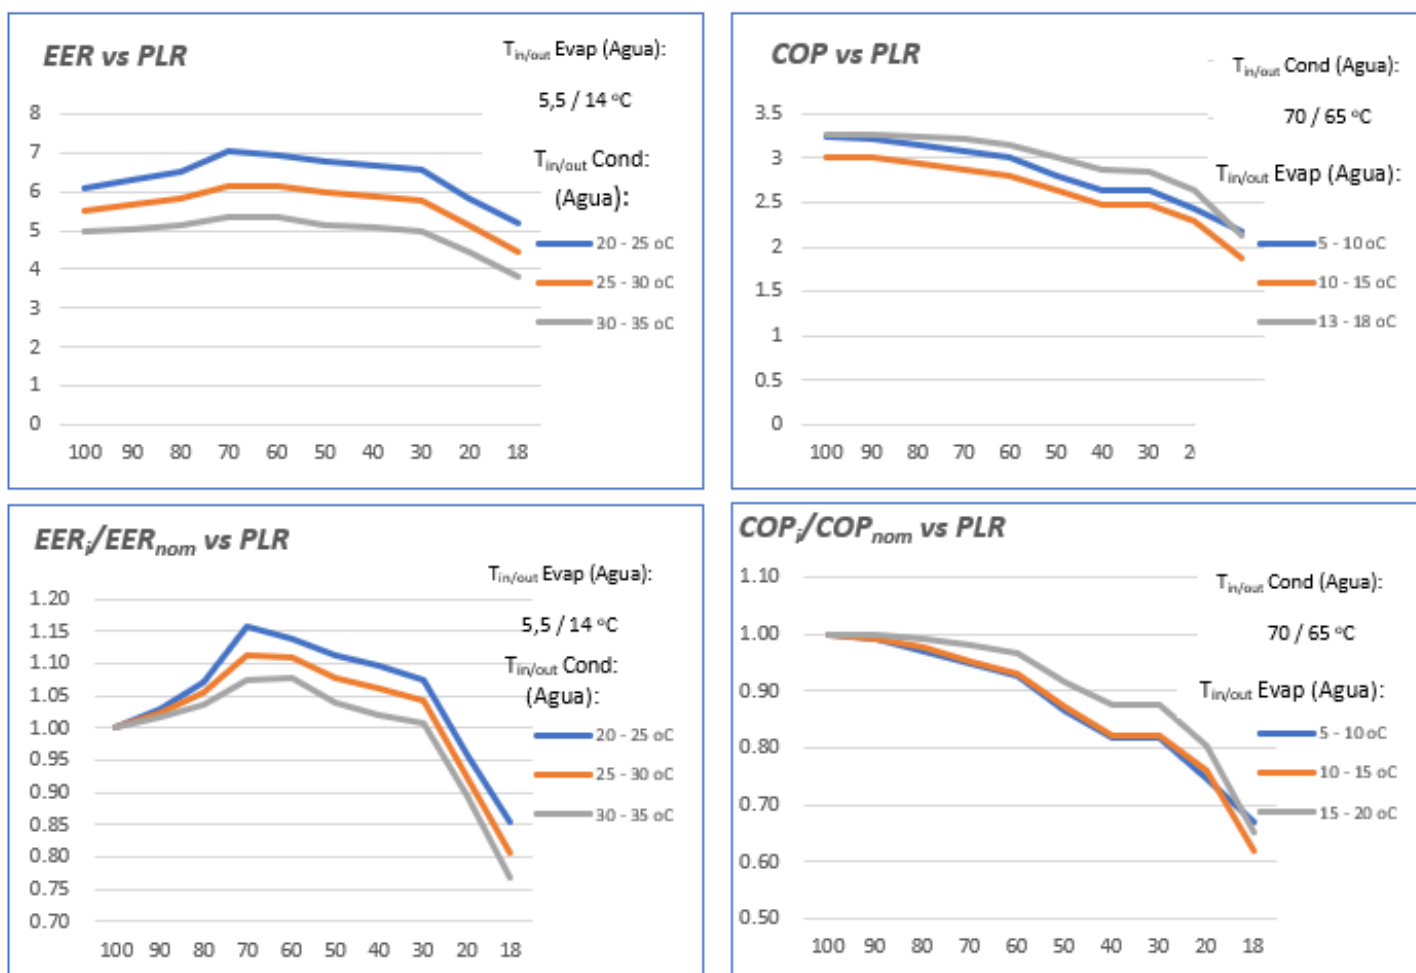 EER vs PLR
T in/out Evap (Agua):
5,5 / 14 ºC
T in/out Cond:
(Agua):
8
7
6
5
4
3
2
1
0
100 90 80 70 60 50 40 30 20 18
20 - 25 oC
25 - 30 oC
30 - 35 oC
COP vs PLR
T in/out Cond (Agua):
70 / 65 ºC
T in/out Evap (Agua):
3.5
3
2.5
2
1.5
1
0.5
0
100 90 80 70 60 50 40 30
5 - 10 oC
10 - 15 oC
13 - 18 oC
EERi/EERnom vs PLR
T in/out Evap (Agua):
5,5 / 14 ºC
T in/out Cond:
(Agua):
1.20
1.15
1.10
1.05
1.00
0.95
0.90
0.85
0.80
0.75
0.70
100 90 80 70 60 50 40 30 20 18
20 - 25 oC
25 - 30 oC
30 - 35 oC
COPi/COPnom vs PLR
T in/out Cond (Agua):
70 / 65 ºC
T in/out Evap (Agua):
1.10
1.00
0.90
0.80
0.70
0.60
0.50
100 90 80 70 60 50 40 30 20 18
5 - 10 oC
10 - 15 oC
15 - 20 oC